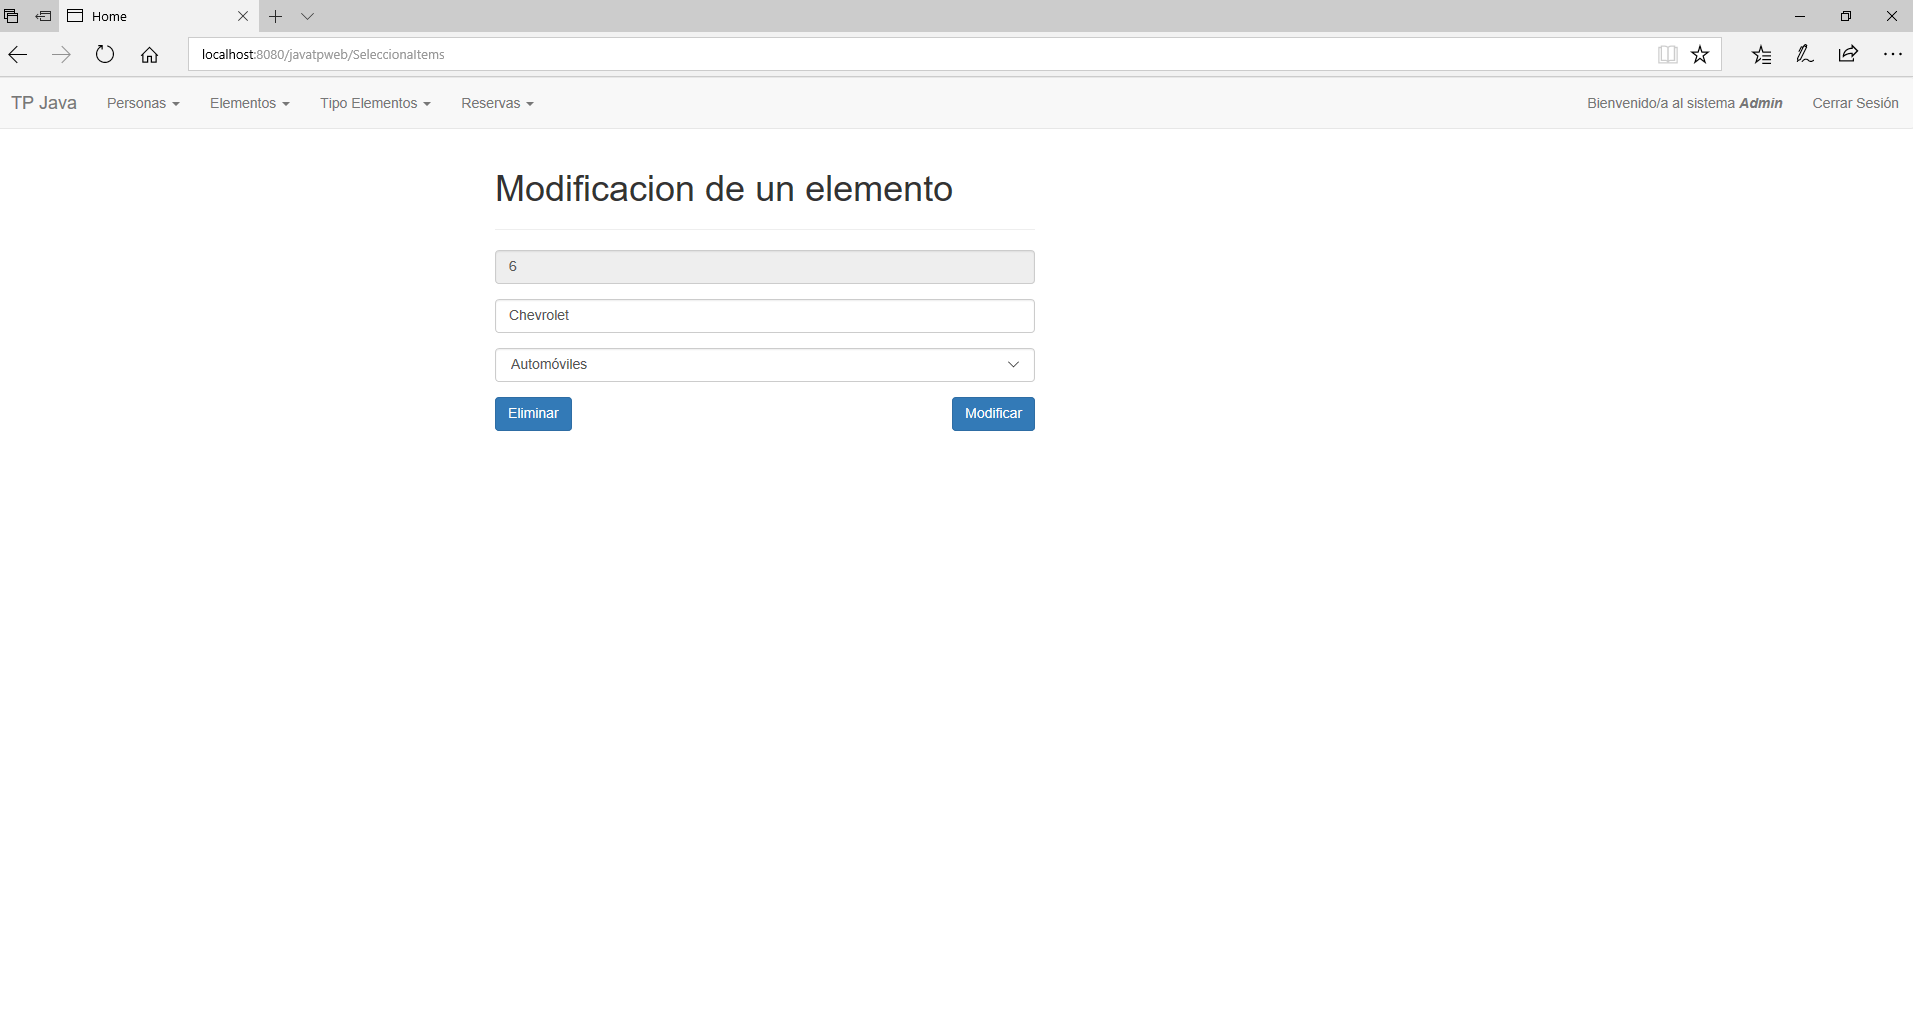 Home
localhost:8080/javatpweb/SeleccionaItems
TP Java Personas Elementos Tipo Elementos Reservas Bienvenido/a al sistema Admin Cerrar Sesión
Modificacion de un elemento
6
Chevrolet
Automóviles
Eliminar Modificar